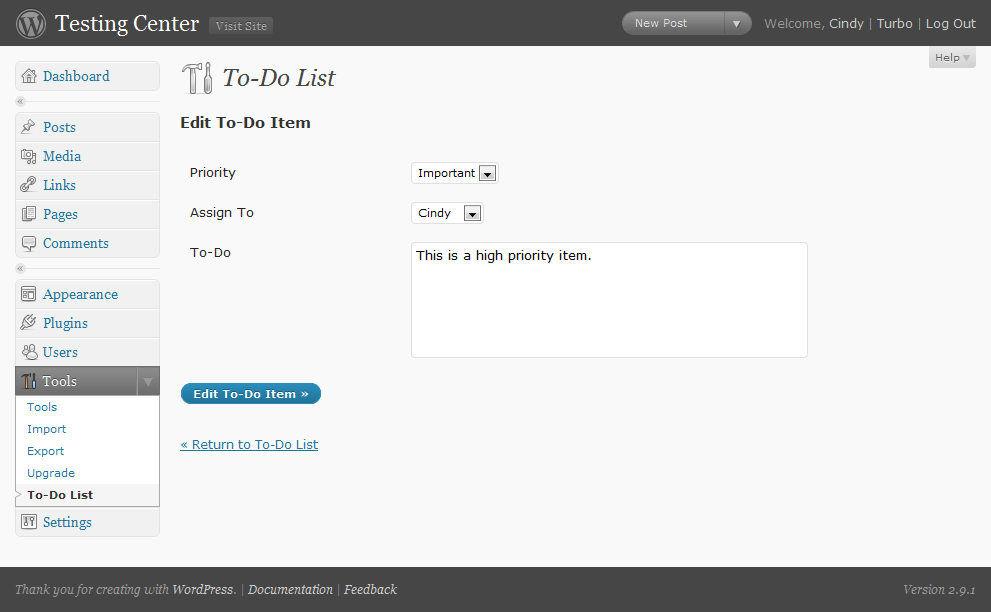 Testing Center Visit Site New Post Welcome, Cindy | Turbo | Log Out
Help
Dashboard
Posts
Media
Links
Pages
Comments
Appearance
Plugins
Users
Tools
Tools
Import
Export
Upgrade
To-Do List
Settings
To-Do List
Edit To-Do Item
Priority Important
Assign To Cindy
To-Do This is a high priority item.
Edit To-Do Item »
« Return to To-Do List
Thank you for creating with WordPress. | Documentation | Feedback Version 2.9.1